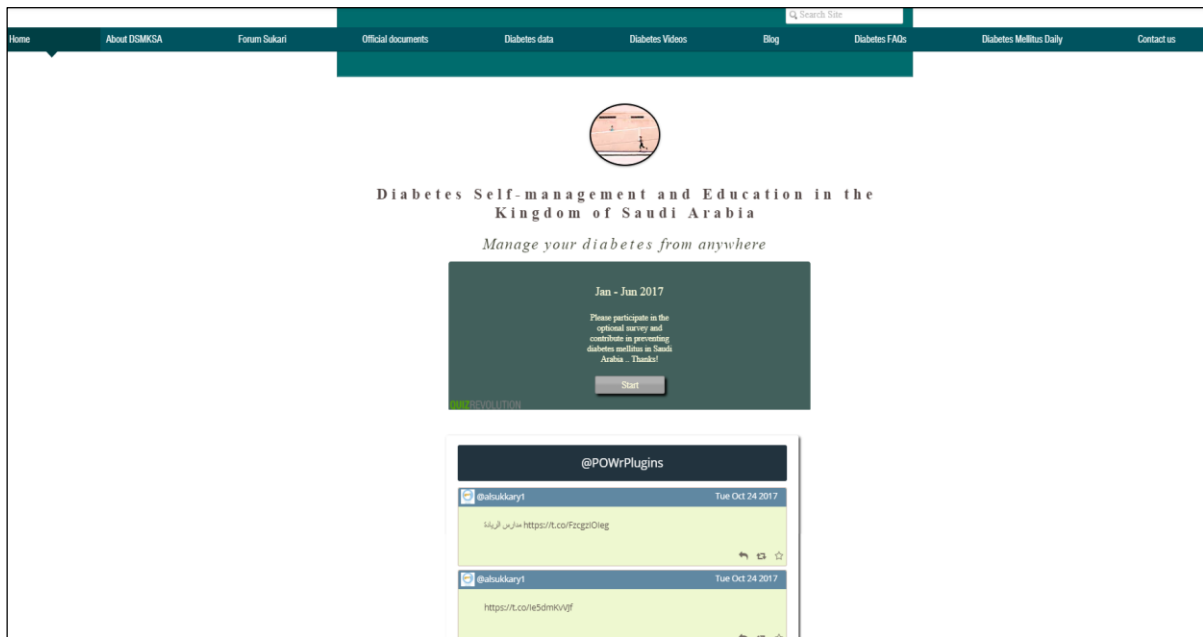 Search Site
Home About DSMKSA Forum Sukari Official documents Diabetes data Diabetes Videos Blog Diabetes FAQs Diabetes Mellitus Daily Contact us
Diabetes Self-management and Education in the
Kingdom of Saudi Arabia
Manage your diabetes from anywhere
Jan - Jun 2017
Please participate in the
optional survey and
contribute in preventing
diabetes mellitus in Saudi
Arabia .. Thanks!
Start
QUIZREVOLUTION
@POWrPlugins
@alsukkary1 Tue Oct 24 2017
مدارس الريادة https://t.co/FzcgzIOIeg
@alsukkary1 Tue Oct 24 2017
https://t.co/Ie5dmKvVJf